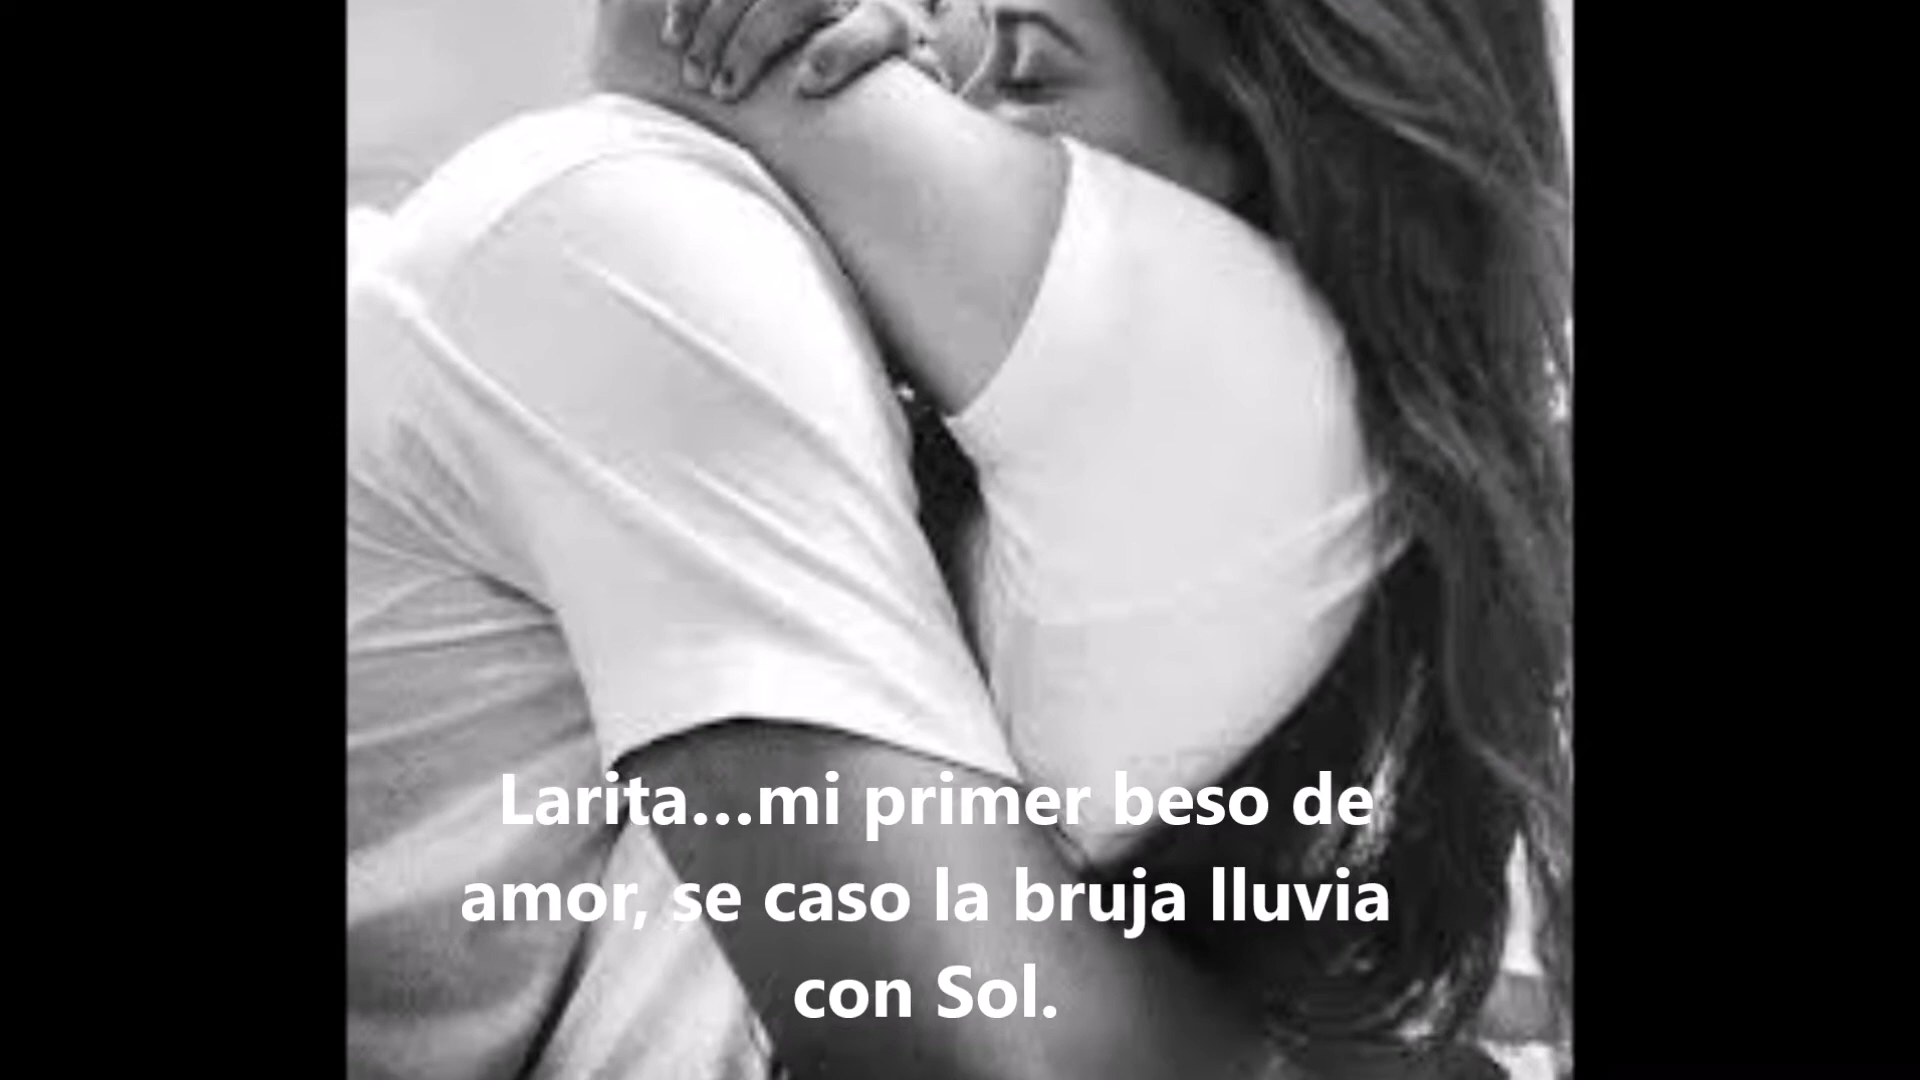 Larita...mi primer beso de
amor, se caso la bruja lluvia
con Sol.